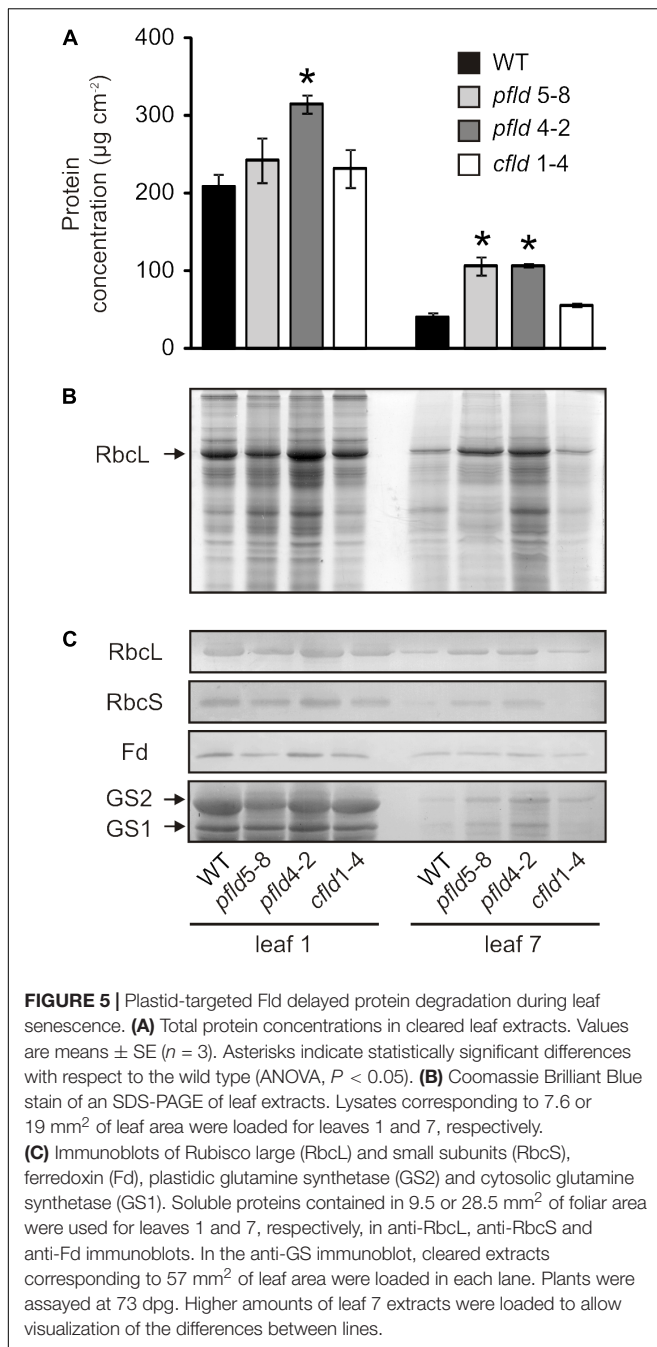 A
400
300
200
100
0
Protein
concentration (µg cm⁻²)
*
* *
WT
pfld 5-8
pfld 4-2
cfld 1-4
B
RbcL
C
RbcL
RbcS
Fd
GS2
GS1
WT pfld5-8 pfld4-2 cfld1-4 WT pfld5-8 pfld4-2 cfld1-4
leaf 1 leaf 7
FIGURE 5 | Plastid-targeted Fld delayed protein degradation during leaf
senescence. (A) Total protein concentrations in cleared leaf extracts. Values
are means ± SE (n = 3). Asterisks indicate statistically significant differences
with respect to the wild type (ANOVA, P < 0.05). (B) Coomassie Brilliant Blue
stain of an SDS-PAGE of leaf extracts. Lysates corresponding to 7.6 or
19 mm² of leaf area were loaded for leaves 1 and 7, respectively.
(C) Immunoblots of Rubisco large (RbcL) and small subunits (RbcS),
ferredoxin (Fd), plastidic glutamine synthetase (GS2) and cytosolic glutamine
synthetase (GS1). Soluble proteins contained in 9.5 or 28.5 mm² of foliar area
were used for leaves 1 and 7, respectively, in anti-RbcL, anti-RbcS and
anti-Fd immunoblots. In the anti-GS immunoblot, cleared extracts
corresponding to 57 mm² of leaf area were loaded in each lane. Plants were
assayed at 73 dpg. Higher amounts of leaf 7 extracts were loaded to allow
visualization of the differences between lines.